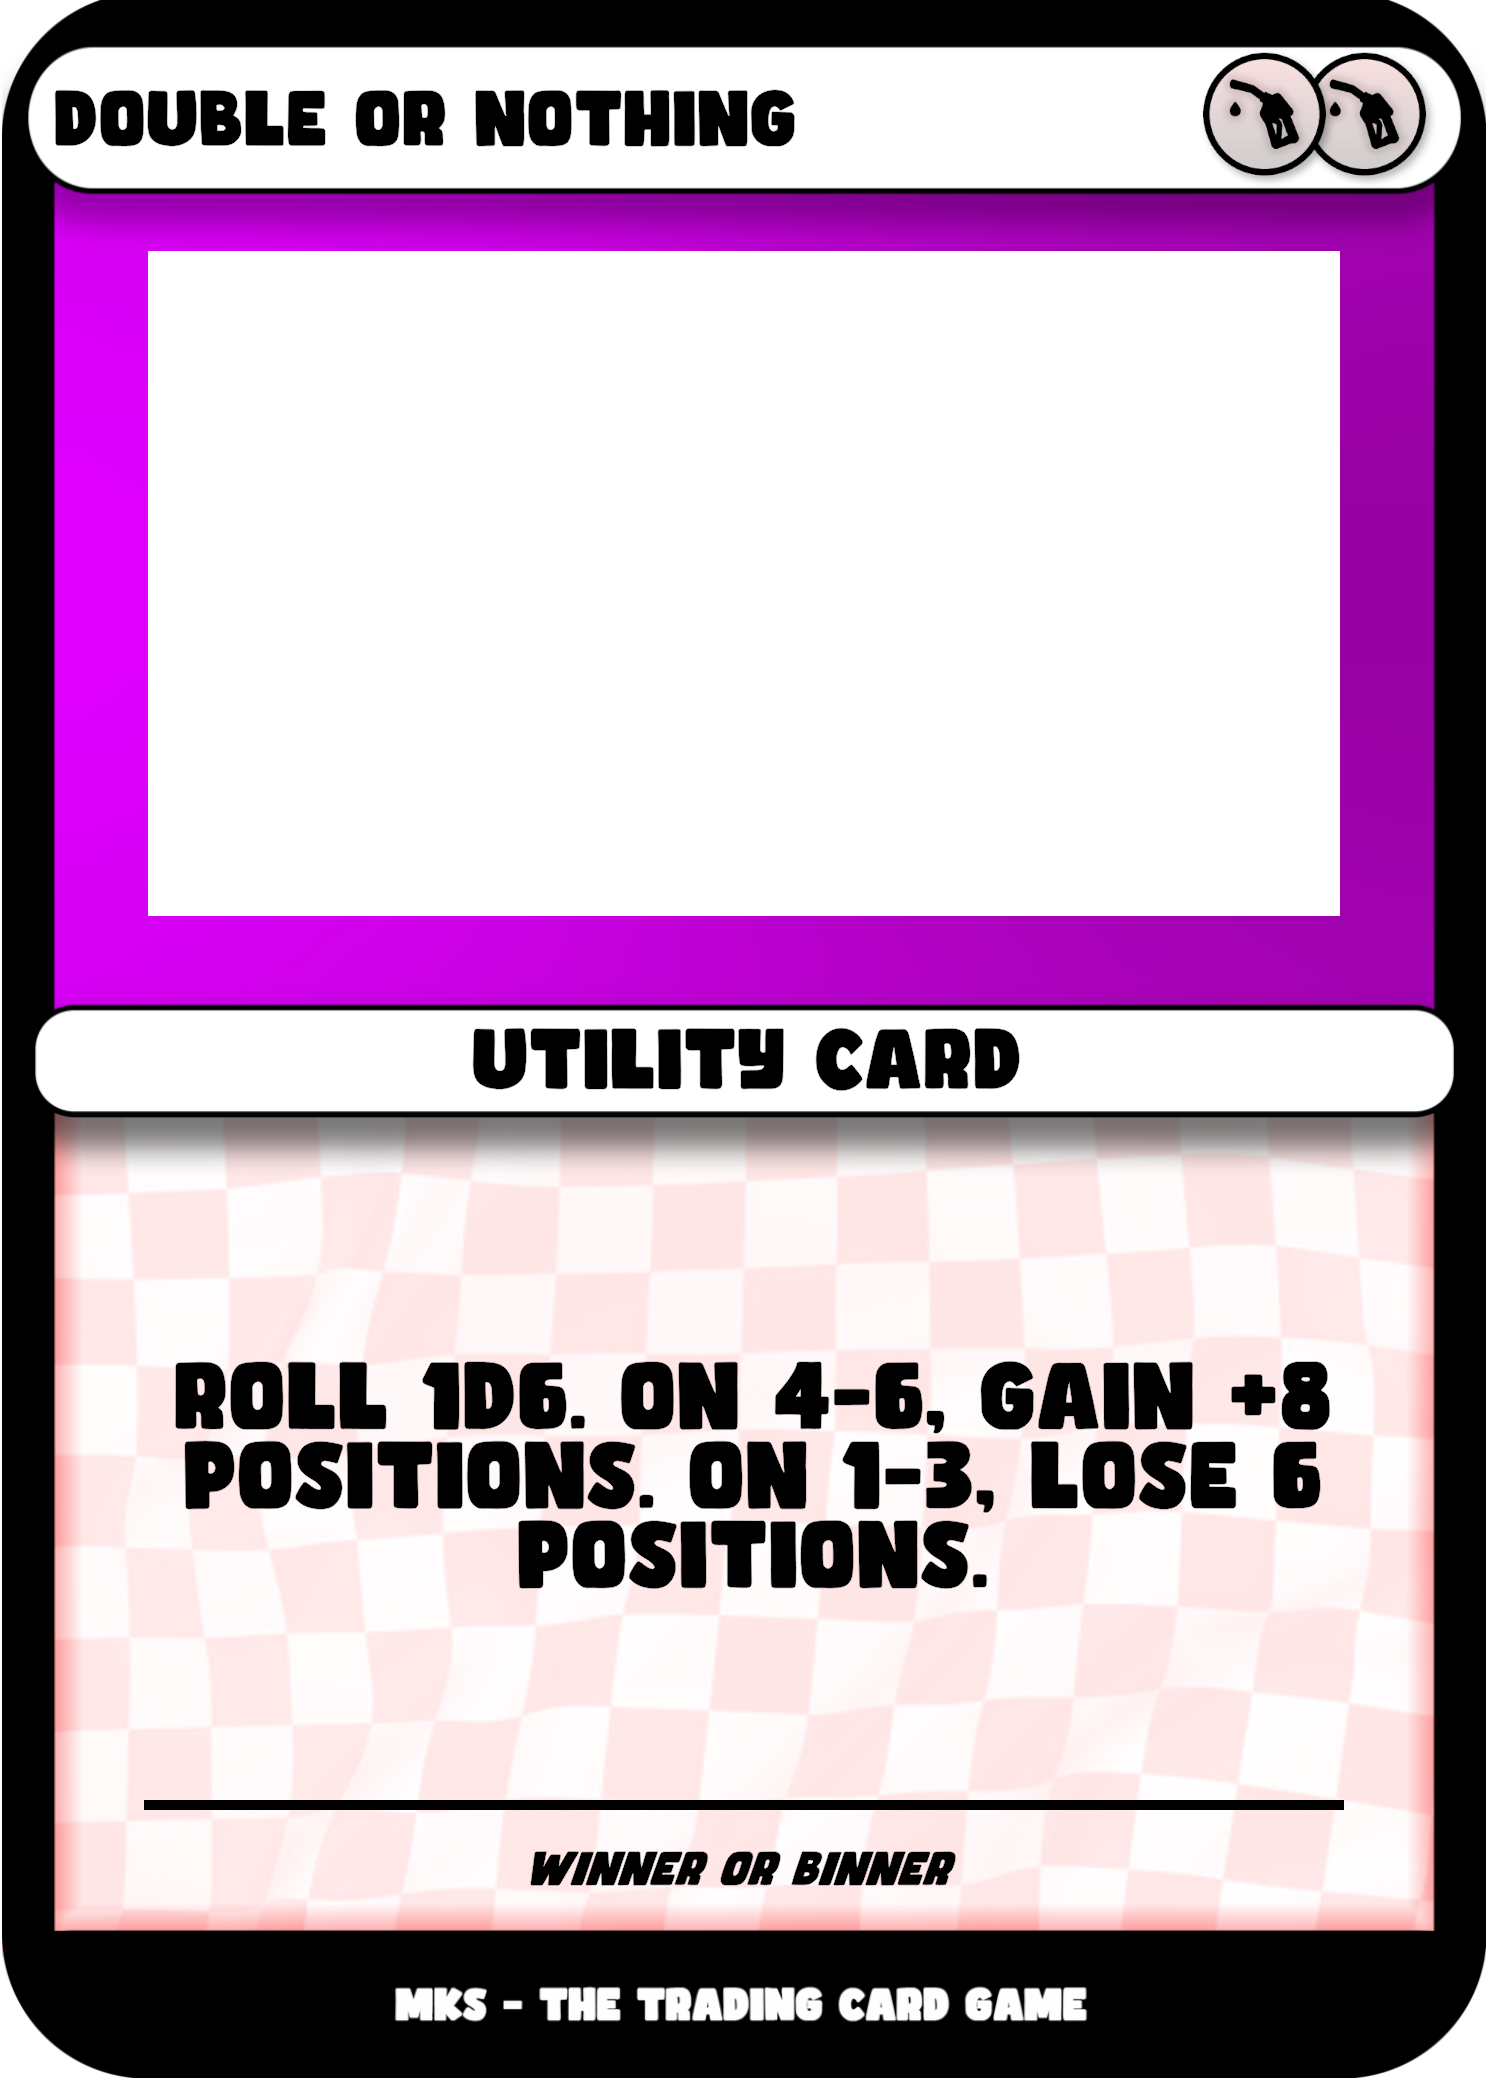 DOUBLE OR NOTHING
UTILITY CARD
ROLL 1D6. ON 4-6, GAIN +8
POSITIONS. ON 1-3, LOSE 6
POSITIONS.
WINNER OR BINNER
MKS - THE TRADING CARD GAME